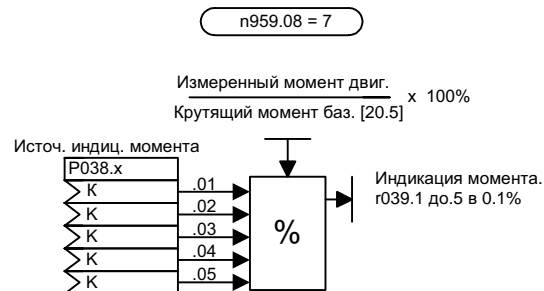 n959.08 = 7
Измеренный момент двиг.
Крутящий момент баз. [20.5]
x 100%
Источ. индиц. момента
P038.x
K .01
K .02
K .03
K .04
K .05
%
Индикация момента.
r039.1 до.5 в 0.1%